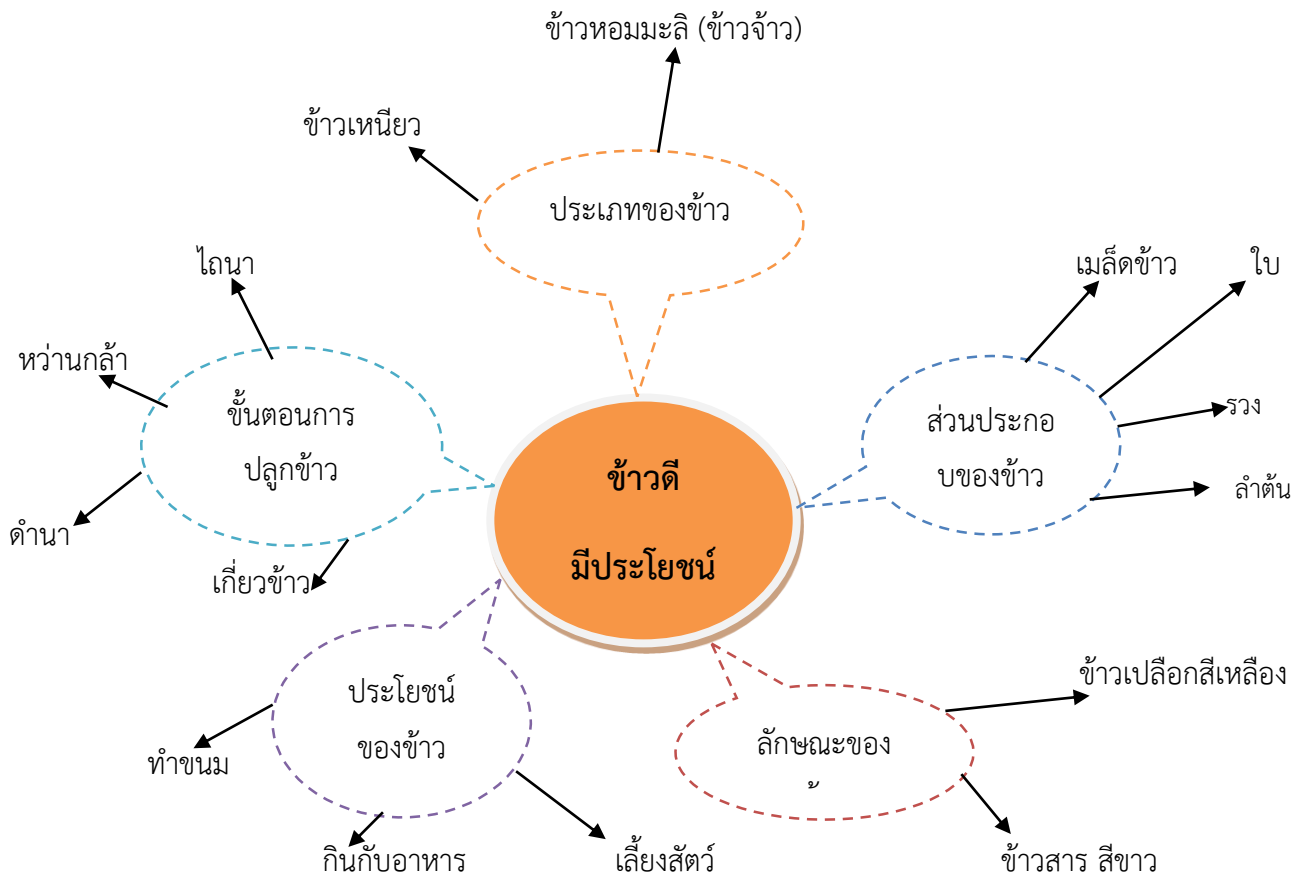 ข้าวหอมมะลิ (ข้าวจ้าว)
ข้าวเหนียว
ประเภทของข้าว
ไถนา
หว่านกล้า
ขั้นตอนการ
ปลูกข้าว
ดำนา
เกี่ยวข้าว
เมล็ดข้าว
ใบ
รวง
ส่วนประกอ
บของข้าว
ลำต้น
ข้าวดี
มีประโยชน์
ประโยชน์
ของข้าว
ทำขนม
กินกับอาหาร
เลี้ยงสัตว์
ลักษณะของ
ข้าวเปลือกสีเหลือง
ข้าวสาร สีขาว